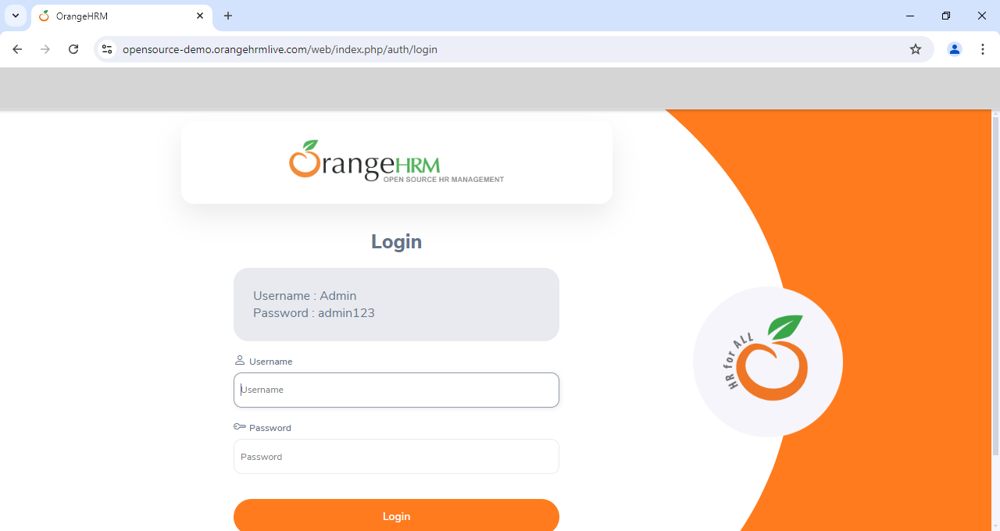 OrangeHRM
opensource-demo.orangehrmlive.com/web/index.php/auth/login
OrangeHRM
OPEN SOURCE HR MANAGEMENT
Login
Username : Admin
Password : admin123
Username
Username
Password
Password
Login
HR for ALL